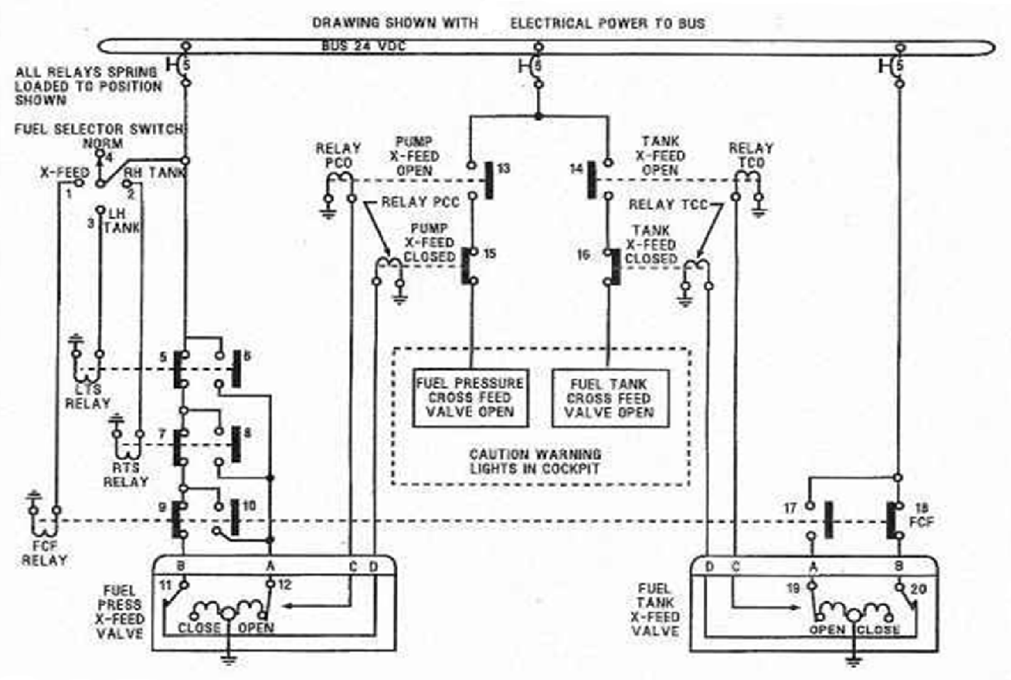 DRAWING SHOWN WITH ELECTRICAL POWER TO BUS
BUS 24 VDC
5
5
5
ALL RELAYS SPRING
LOADED TO POSITION
SHOWN
FUEL SELECTOR SWITCH
NORM
4
X-FEED
1
RH TANK
2
3
LH
TANK
RELAY
PCO
PUMP
X-FEED
OPEN
13
14
TANK
X-FEED
OPEN
RELAY
TCO
RELAY PCC
RELAY TCC
PUMP
X-FEED
CLOSED
15
16
TANK
X-FEED
CLOSED
5
6
LTS
RELAY
7
8
RTS
RELAY
9
10
FCF
RELAY
FUEL PRESSURE
CROSS FEED
VALVE OPEN
FUEL TANK
CROSS FEED
VALVE OPEN
CAUTION WARNING
LIGHTS IN COCKPIT
17
18
FCF
B A C D
11
12
FUEL
PRESS
X-FEED
VALVE
CLOSE OPEN
D C A B
19
20
FUEL
TANK
X-FEED
VALVE
OPEN CLOSE